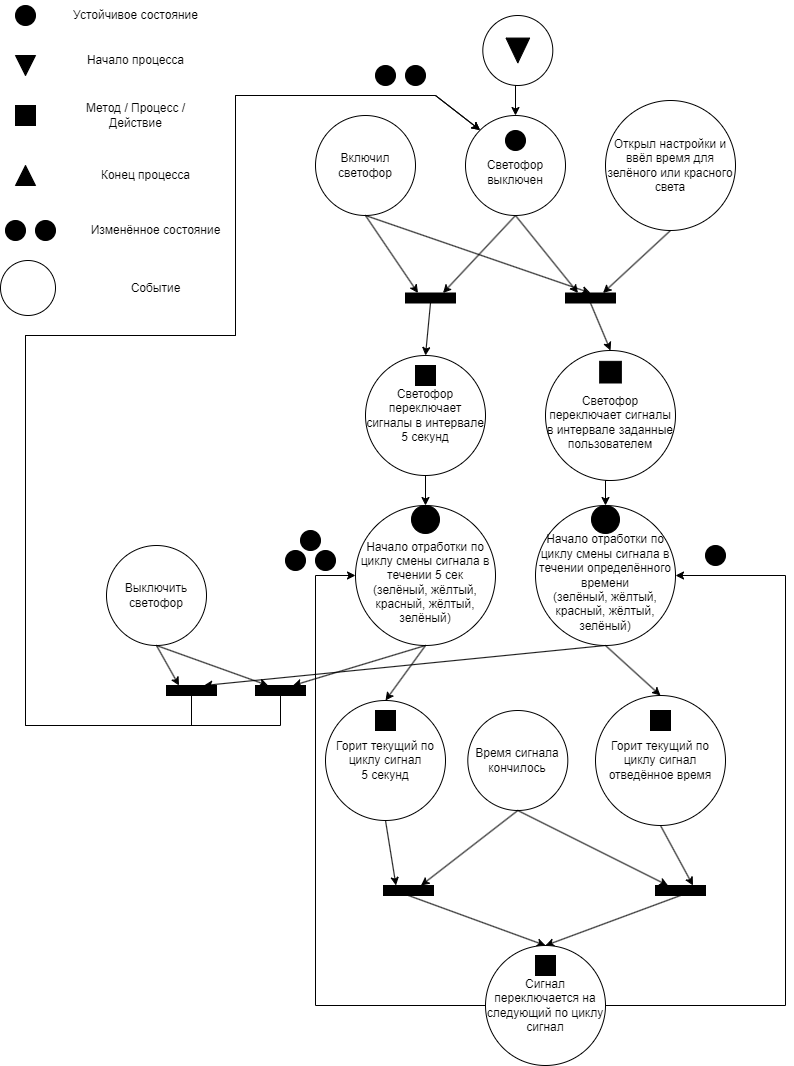 Устойчивое состояние
Начало процесса
Метод / Процесс /
Действие
Конец процесса
Изменённое состояние
Событие
Включил
светофор
Светофор
выключен
Открыл настройки и
ввёл время для
зелёного или красного
света
Светофор
переключает
сигналы в интервале
5 секунд
Светофор
переключает сигналы
в интервале заданные
пользователем
Выключить
светофор
Начало отработки по
циклу смены сигнала в
течении 5 сек
(зелёный, жёлтый,
красный, жёлтый,
зелёный)
Начало отработки по
циклу смены сигнала в
течении определённого
времени
(зелёный, жёлтый,
красный, жёлтый,
зелёный)
Горит текущий по
циклу сигнал
5 секунд
Время сигнала
кончилось
Горит текущий по
циклу сигнал
отведённое время
Сигнал
переключается на
следующий по циклу
сигнал